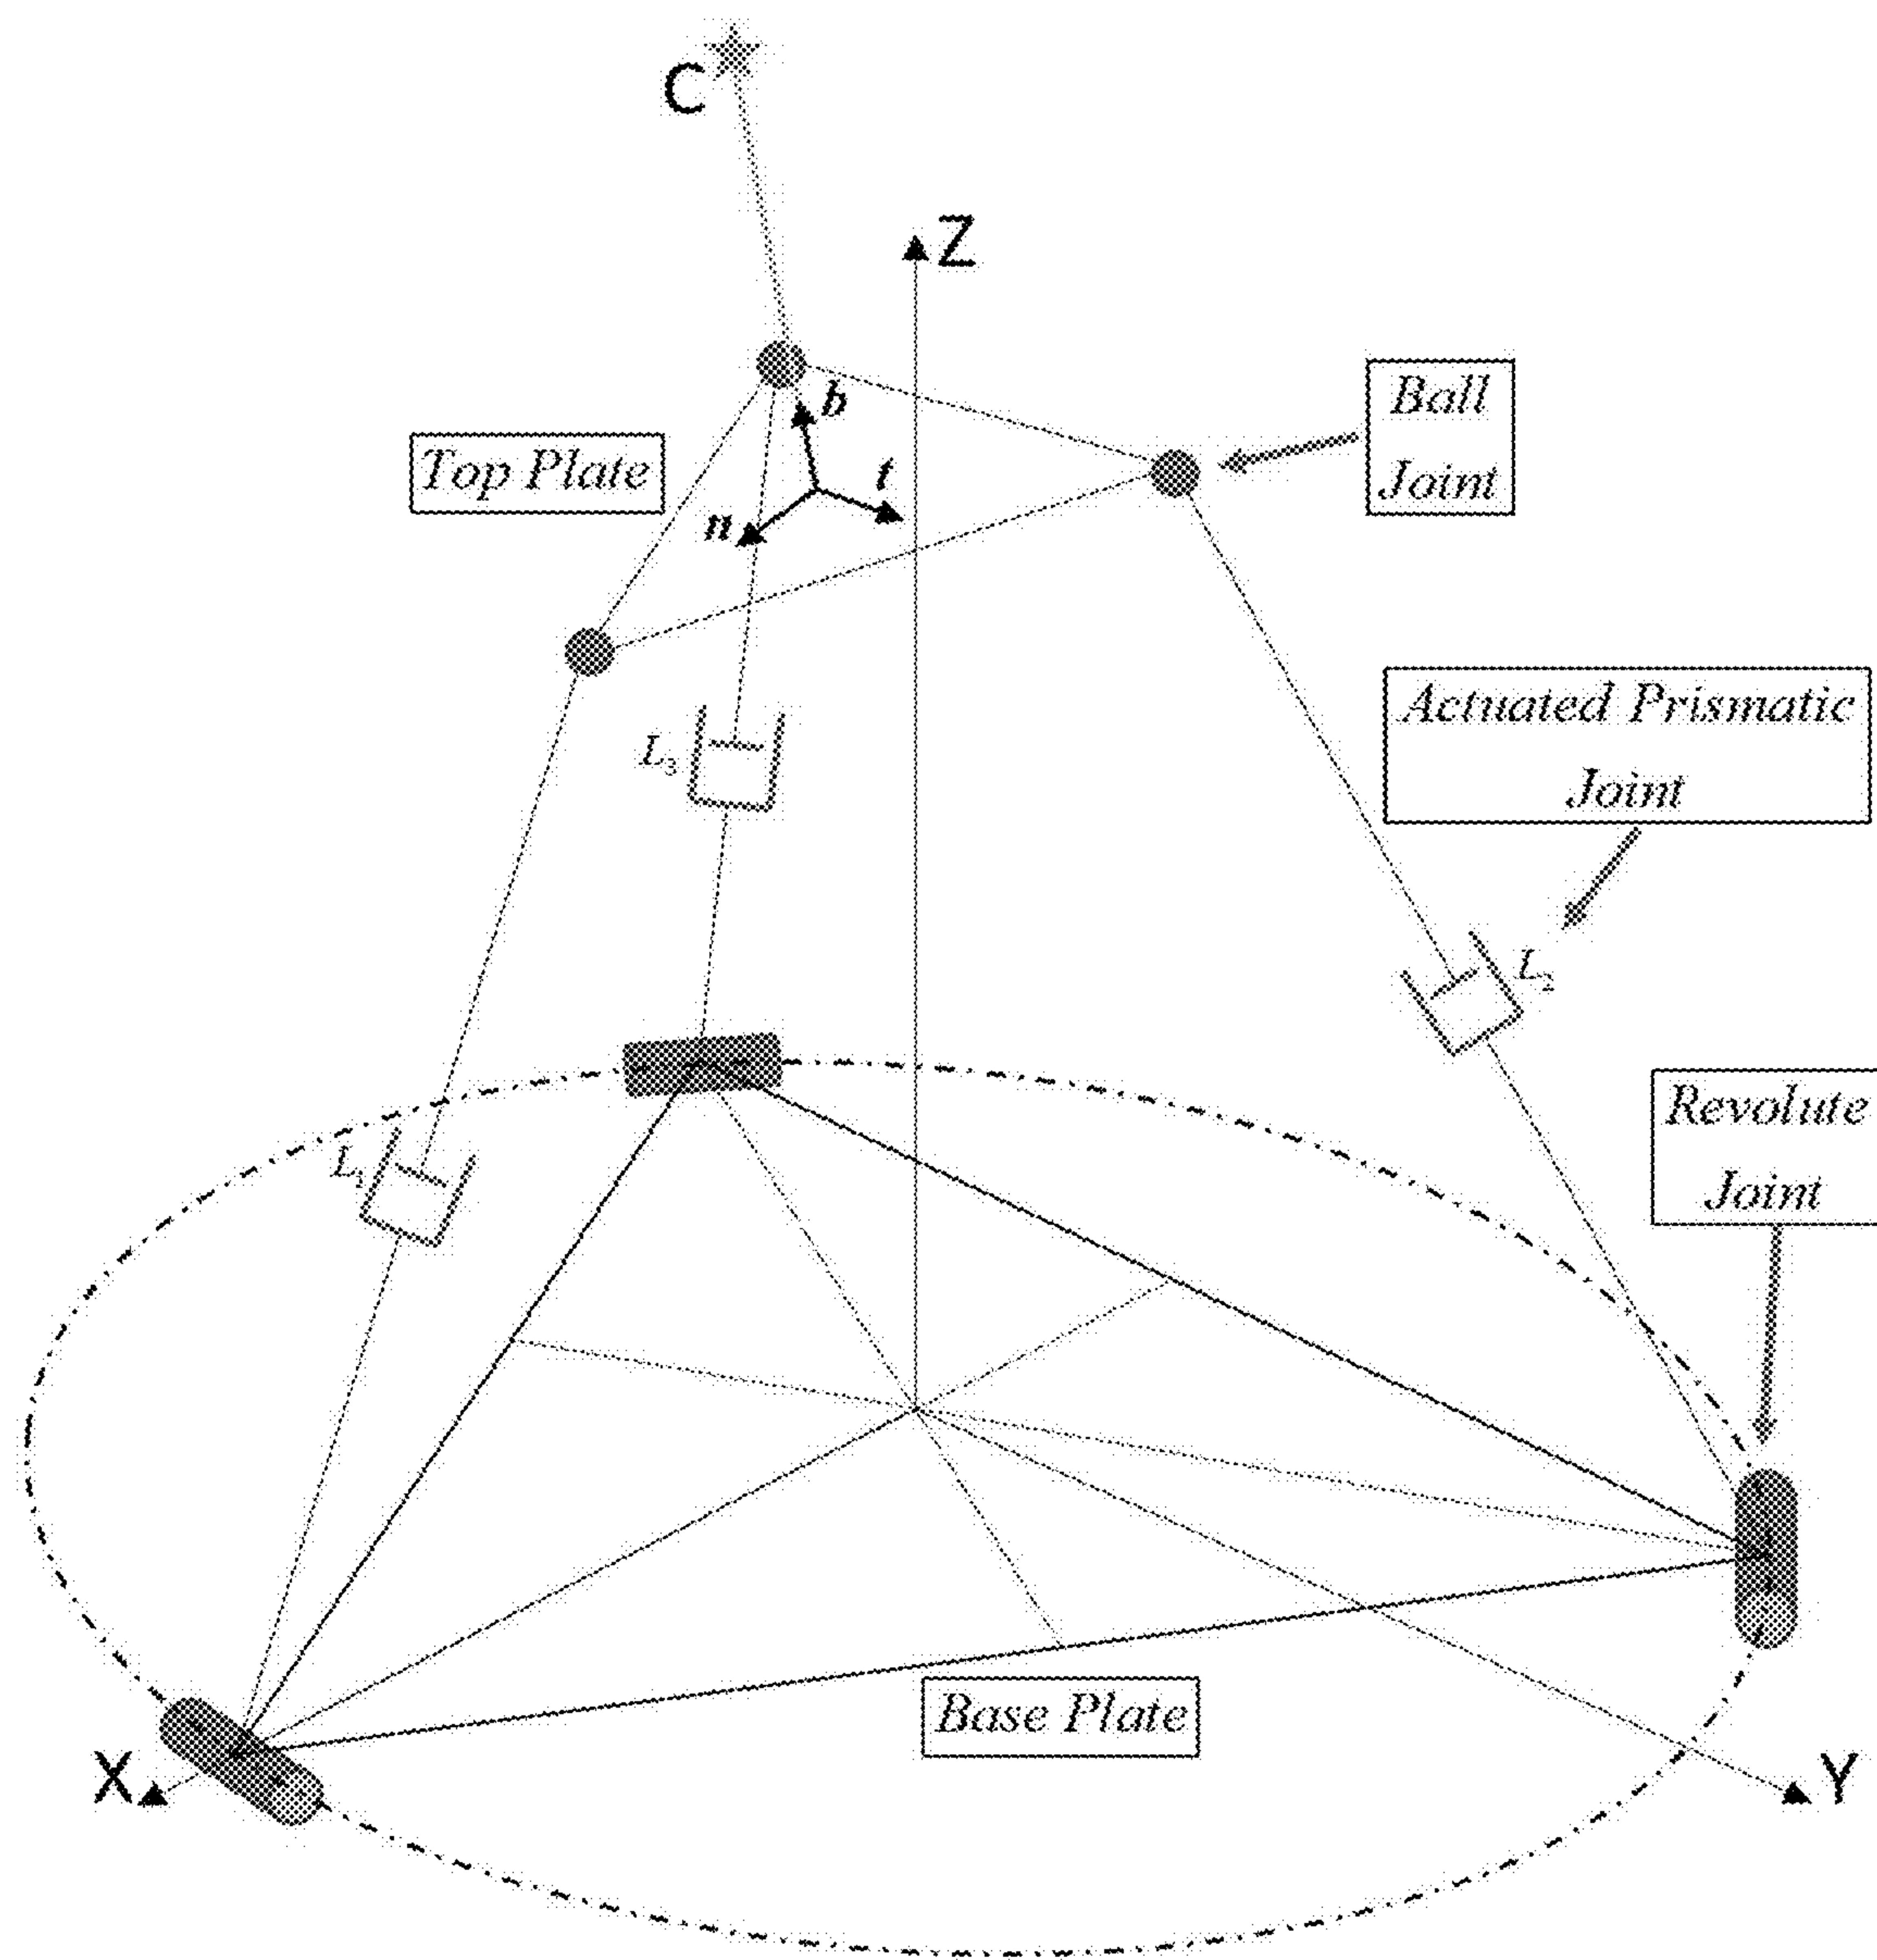 C
Z
b
Ball
Joint
Top Plate
t
n
Actuated Prismatic
Joint
L3
L2
Revolute
Joint
L1
Base Plate
X
Y